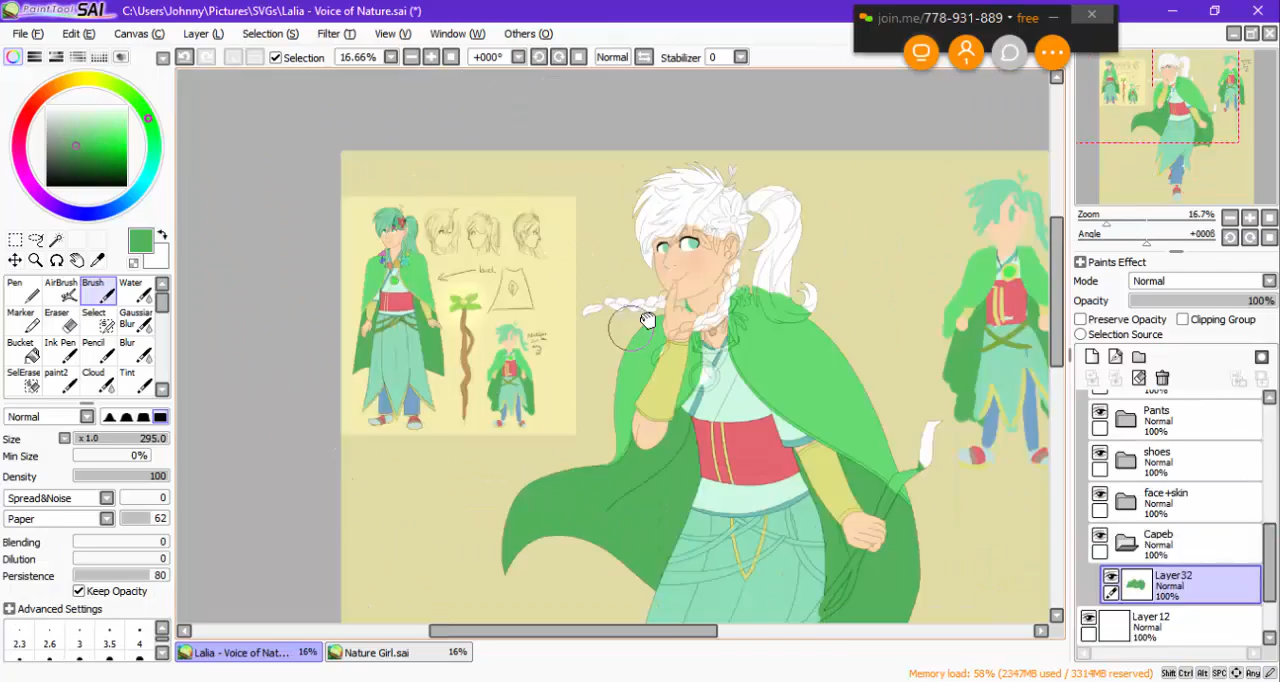 PaintTool SAI C:\Users\Johnny\Pictures\SVGs\Lalia - Voice of Nature.sai (*)
join.me/778-931-889 • free
File (F) Edit (E) Canvas (C) Layer (L) Selection (S) Filter (T) View (V) Window (W) Others (O)
Selection 16.66% +000° Normal Stabilizer 0
Zoom 16.7%
Angle +000θ
Paints Effect
Mode Normal
Opacity 100%
Preserve Opacity Clipping Group
Selection Source
Pen AirBrush Brush Water
Marker Eraser Select Gaussian Blur
Bucket Ink Pen Pencil Blur
SelErase paint2 Cloud Tint
Normal
Size x 1.0 295.0
Min Size 0%
Density 100
Spread&Noise 0
Paper 62
Blending 0
Dilution 0
Persistence 80
Keep Opacity
Advanced Settings
2.3 2.6 3 3.5 4
Pants
Normal
100%
shoes
Normal
100%
face+skin
Normal
100%
Capeb
Normal
100%
Layer32
Normal
100%
Layer12
Normal
100%
Lalia - Voice of Nat... 16% Nature Girl.sai 16%
Memory load: 58% (2347MB used / 3314MB reserved) Shift Ctrl Alt SPC Any